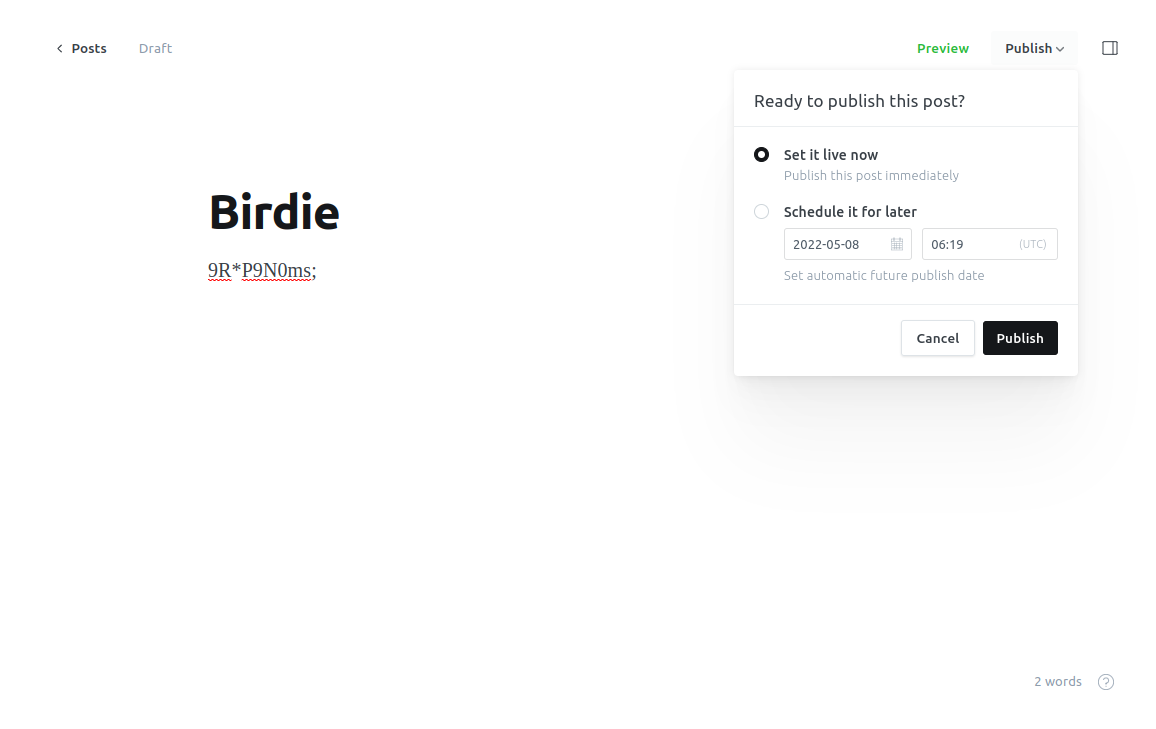 Posts
Draft
Preview
Publish
Ready to publish this post?
Set it live now
Publish this post immediately
Schedule it for later
2022-05-08
06:19
(UTC)
Set automatic future publish date
Cancel
Publish
Birdie
9R*P9N0ms;
2 words
?